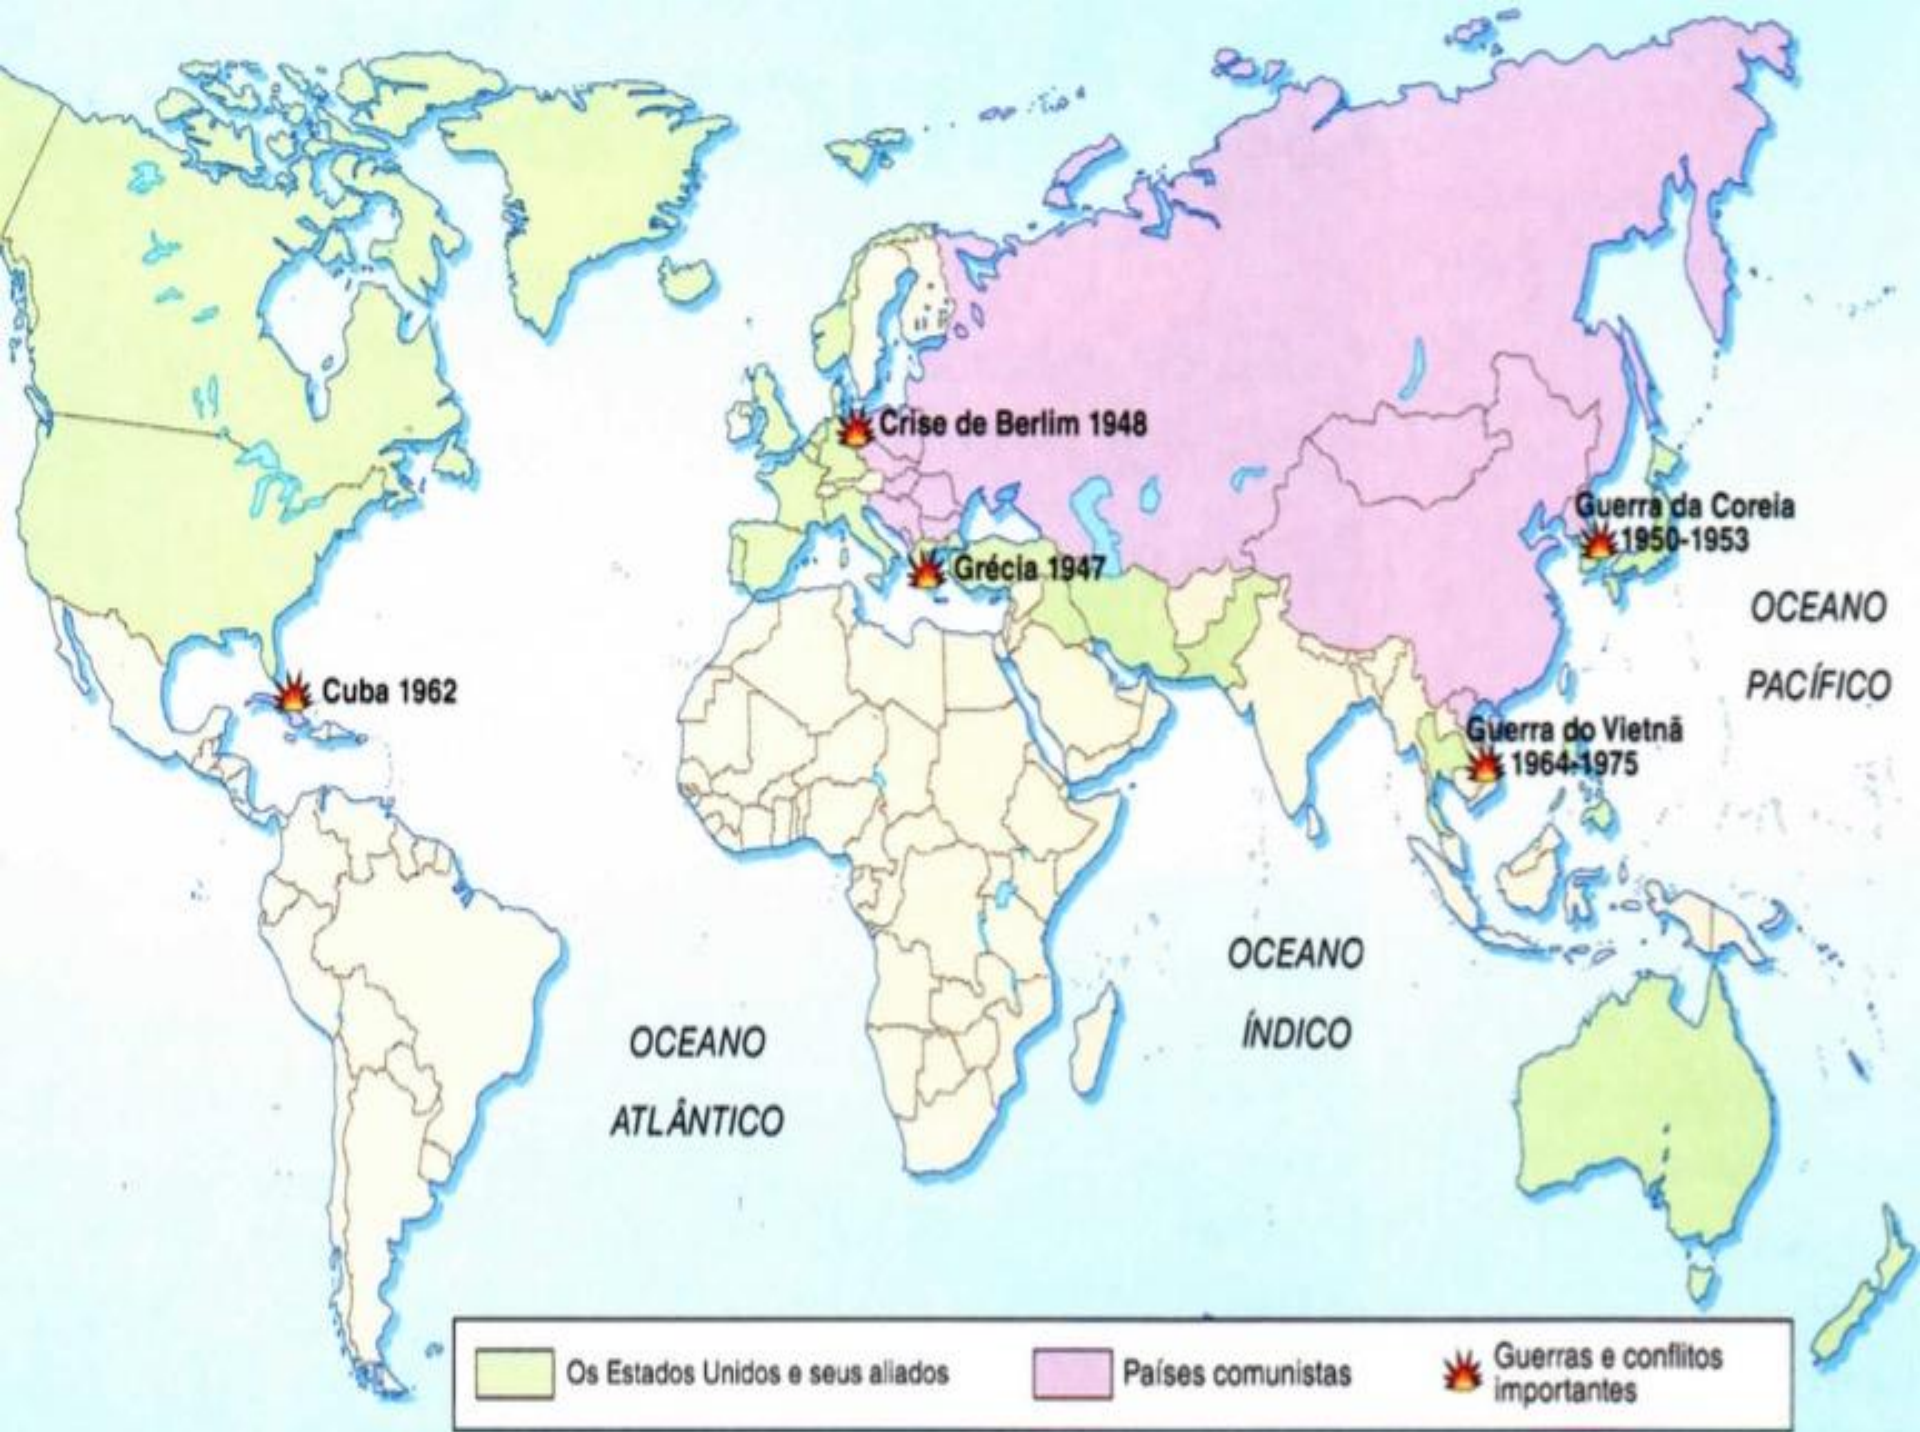 Crise de Berlim 1948
Guerra da Coreia
1950-1953
Grécia 1947
OCEANO
PACÍFICO
Cuba 1962
Guerra do Vietnã
1964-1975
OCEANO
ÍNDICO
OCEANO
ATLÂNTICO
Os Estados Unidos e seus aliados
Países comunistas
Guerras e conflitos
importantes